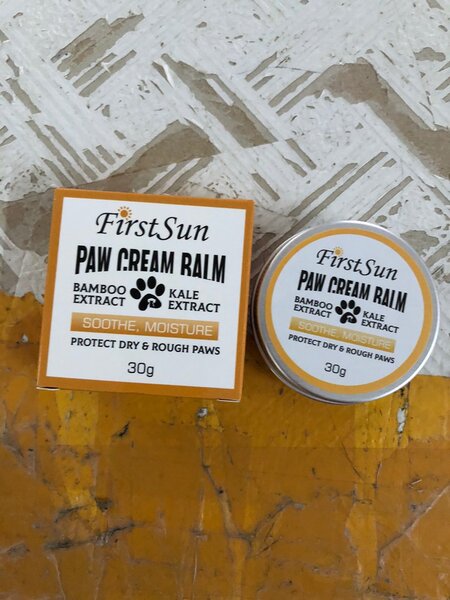 FirstSun
PAW CREAM BALM
BAMBOO EXTRACT
KALE EXTRACT
SOOTHE, MOISTURE
PROTECT DRY & ROUGH PAWS
30g
FirstSun
PAW CREAM BALM
BAMBOO EXTRACT
KALE EXTRACT
SOOTHE, MOISTURE
PROTECT DRY & ROUGH PAWS
30g